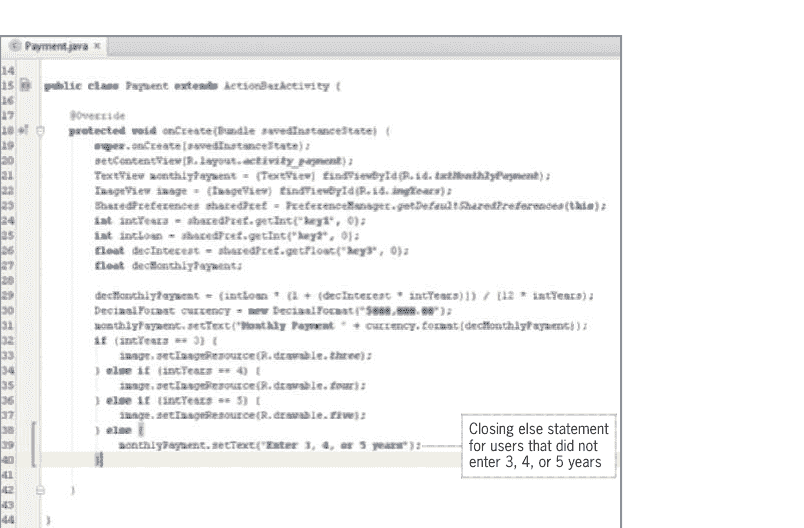 Payment.java ×
14
15 public class Payment extends ActionBarActivity {
16
17 @Override
18 protected void onCreate(Bundle savedInstanceState) {
19 super.onCreate(savedInstanceState);
20 setContentView(R.layout.activity_payment);
21 TextView monthlyPayment = (TextView) findViewById(R.id.txtMonthlyPayment);
22 ImageView image = (ImageView) findViewById(R.id.imgYears);
23 SharedPreferences sharedPref = PreferenceManager.getDefaultSharedPreferences(this);
24 int intYears = sharedPref.getInt("key1", 0);
25 int intLoan = sharedPref.getInt("key2", 0);
26 float decInterest = sharedPref.getFloat("key3", 0);
27 float decMonthlyPayment;
28
29 decMonthlyPayment = (intLoan * (1 + (decInterest * intYears))) / (12 * intYears);
30 DecimalFormat currency = new DecimalFormat("$###,###.##");
31 monthlyPayment.setText("Monthly Payment " + currency.format(decMonthlyPayment));
32 if (intYears == 3) {
33 image.setImageResource(R.drawable.three);
34 } else if (intYears == 4) {
35 image.setImageResource(R.drawable.four);
36 } else if (intYears == 5) {
37 image.setImageResource(R.drawable.five);
38 } else {
39 monthlyPayment.setText("Enter 3, 4, or 5 years");
40 }
41
42 }
43
44 }
Closing else statement
for users that did not
enter 3, 4, or 5 years